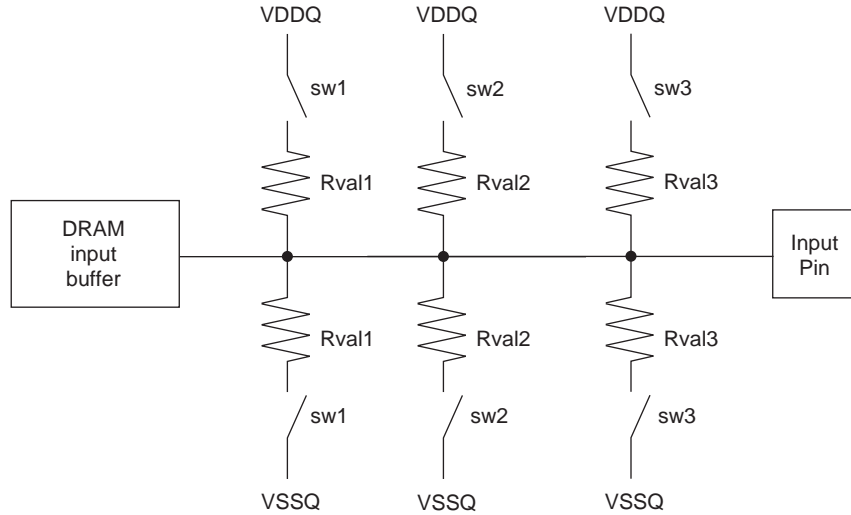 VDDQ VDDQ VDDQ
sw1 sw2 sw3
Rval1 Rval2 Rval3
DRAM
input
buffer
Input
Pin
Rval1 Rval2 Rval3
sw1 sw2 sw3
VSSQ VSSQ VSSQ